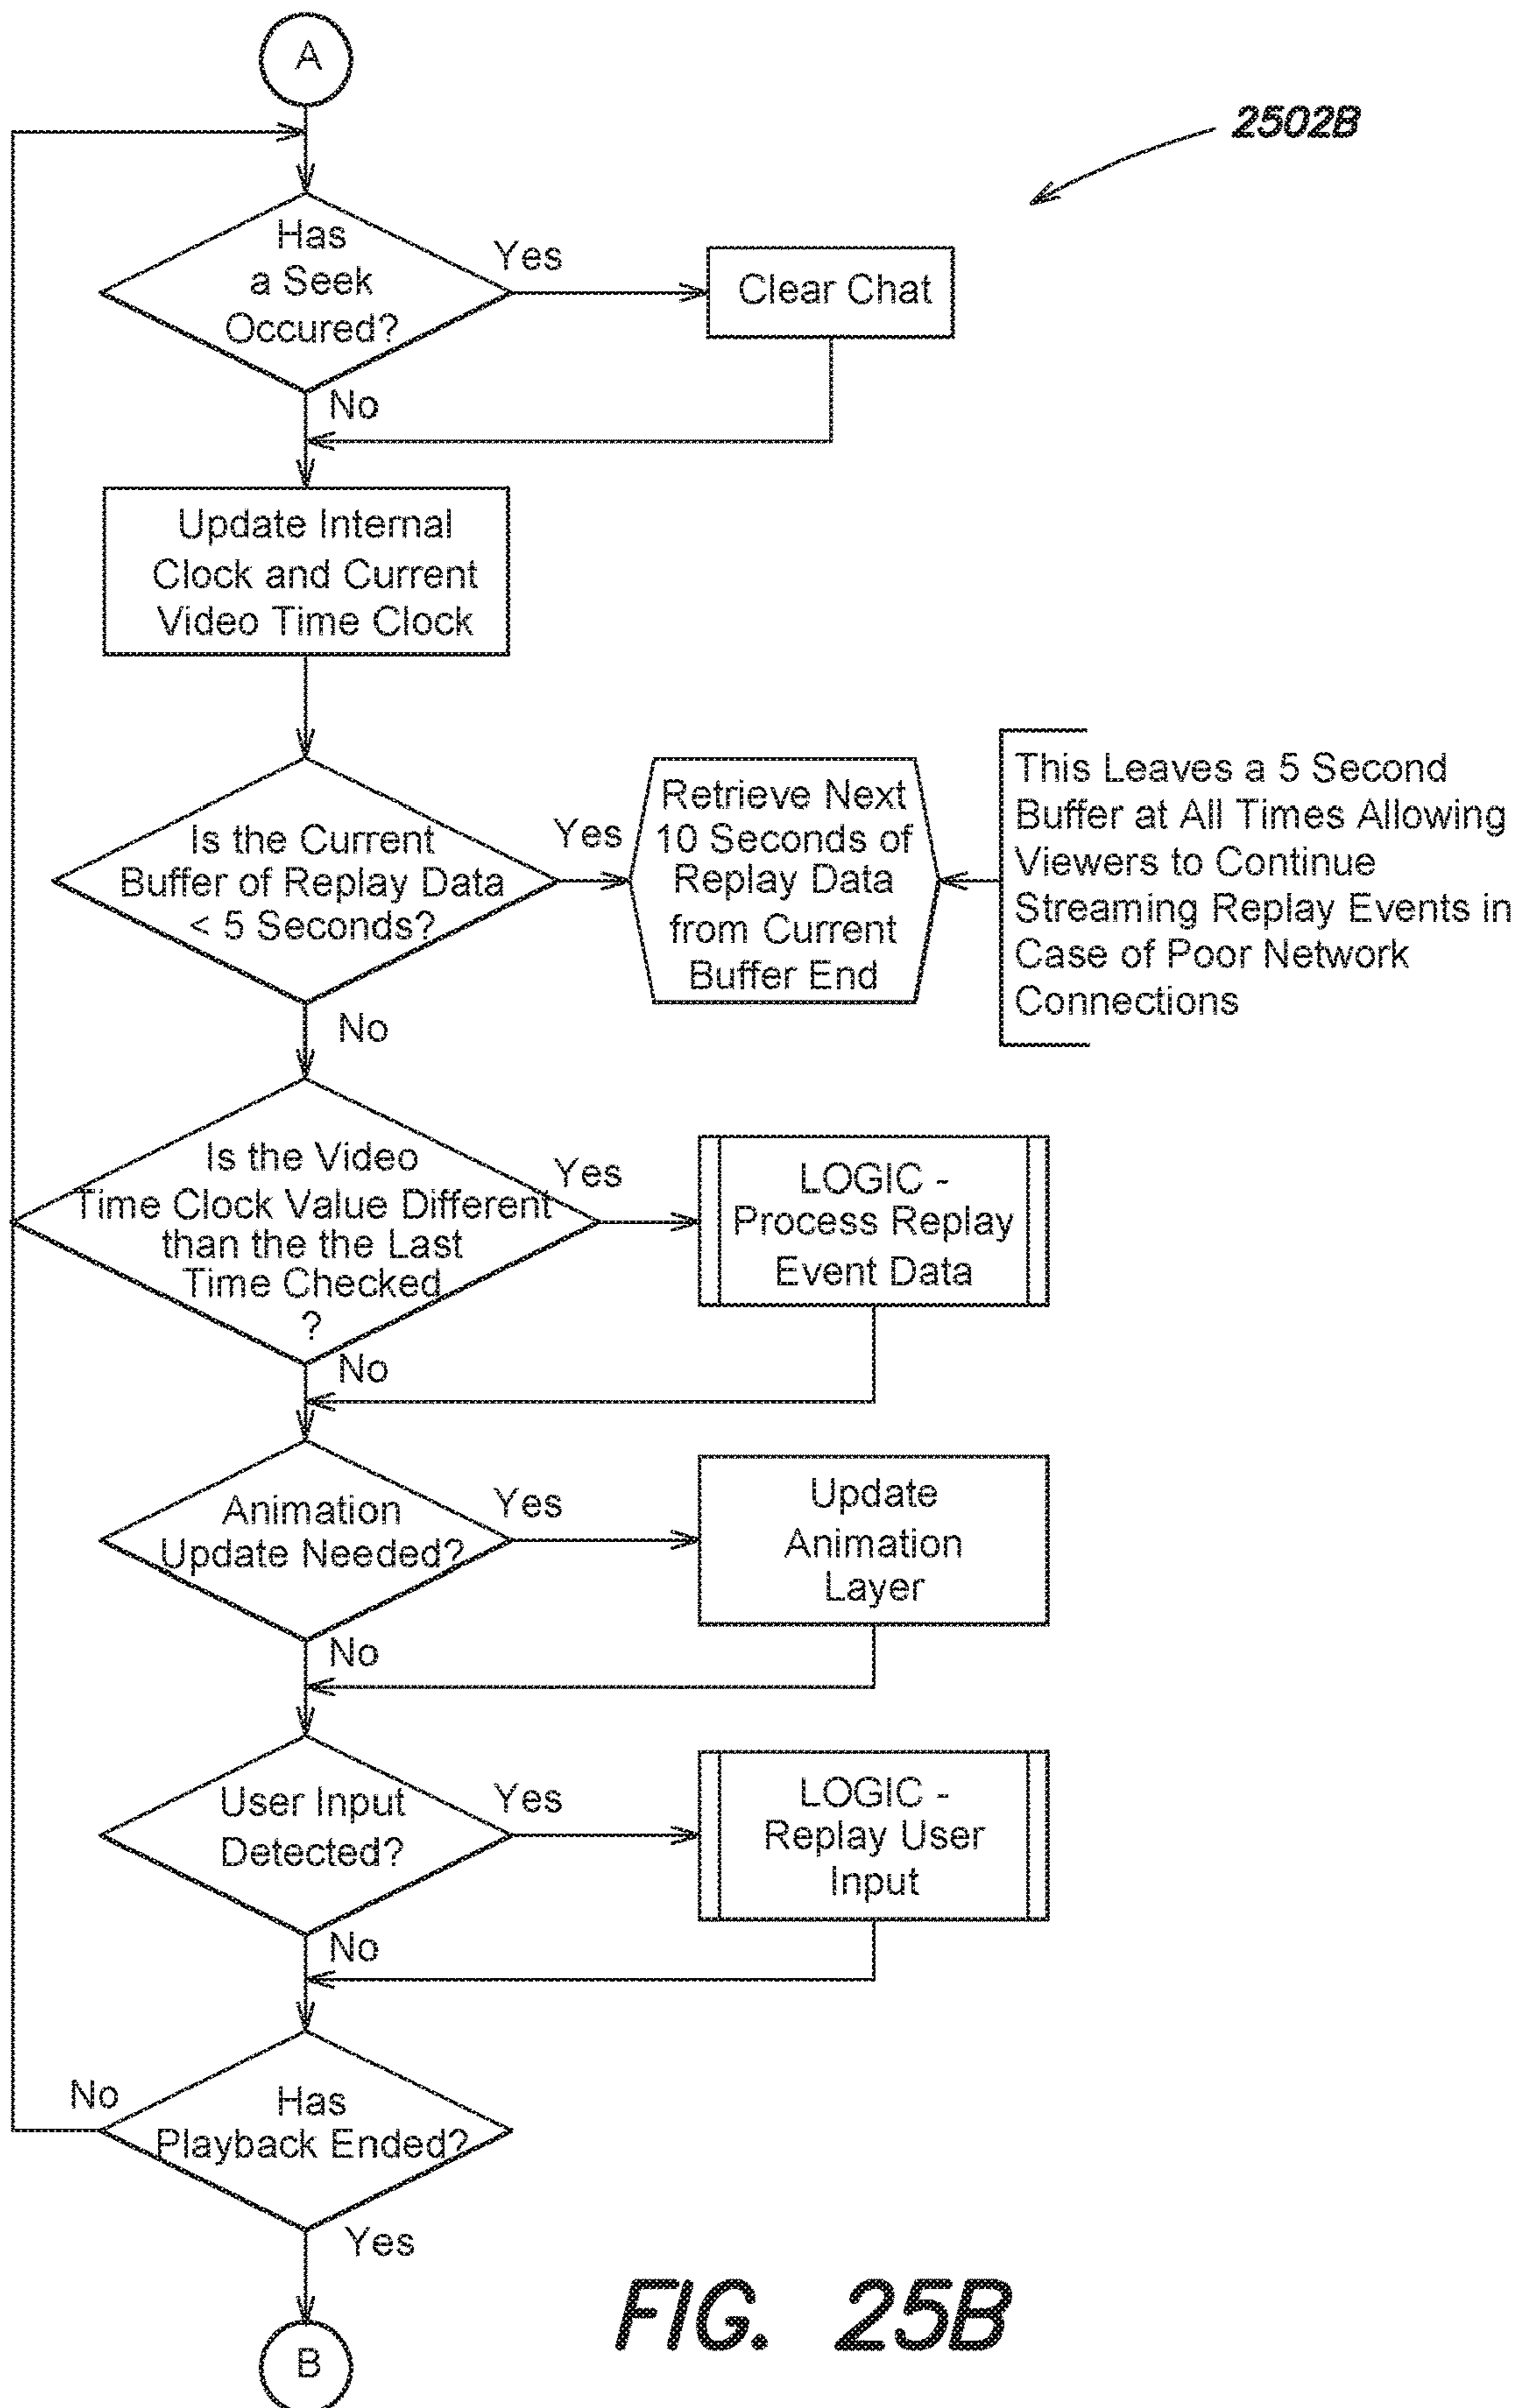 A
2502B
Has
a Seek
Occured?
Yes
Clear Chat
No
Update Internal
Clock and Current
Video Time Clock
Is the Current
Buffer of Replay Data
< 5 Seconds?
Yes
Retrieve Next
10 Seconds of
Replay Data
from Current
Buffer End
This Leaves a 5 Second
Buffer at All Times Allowing
Viewers to Continue
Streaming Replay Events in
Case of Poor Network
Connections
No
Is the Video
Time Clock Value Different
than the the Last
Time Checked
?
Yes
LOGIC -
Process Replay
Event Data
No
Animation
Update Needed?
Yes
Update
Animation
Layer
No
User Input
Detected?
Yes
LOGIC -
Replay User
Input
No
Has
Playback Ended?
No
Yes
B
FIG. 25B